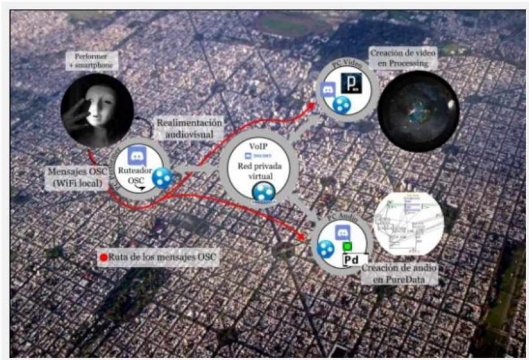 Performer
+ smartphone
Realimentación
audiovisual
Mensajes OSC
(WiFi local)
Ruteador
OSC
VoIP
DISCORD
Red privada
virtual
PC Video
Creación de video
en Processing
PC Audio
Pd
Creación de audio
en PureData
Ruta de los mensajes OSC